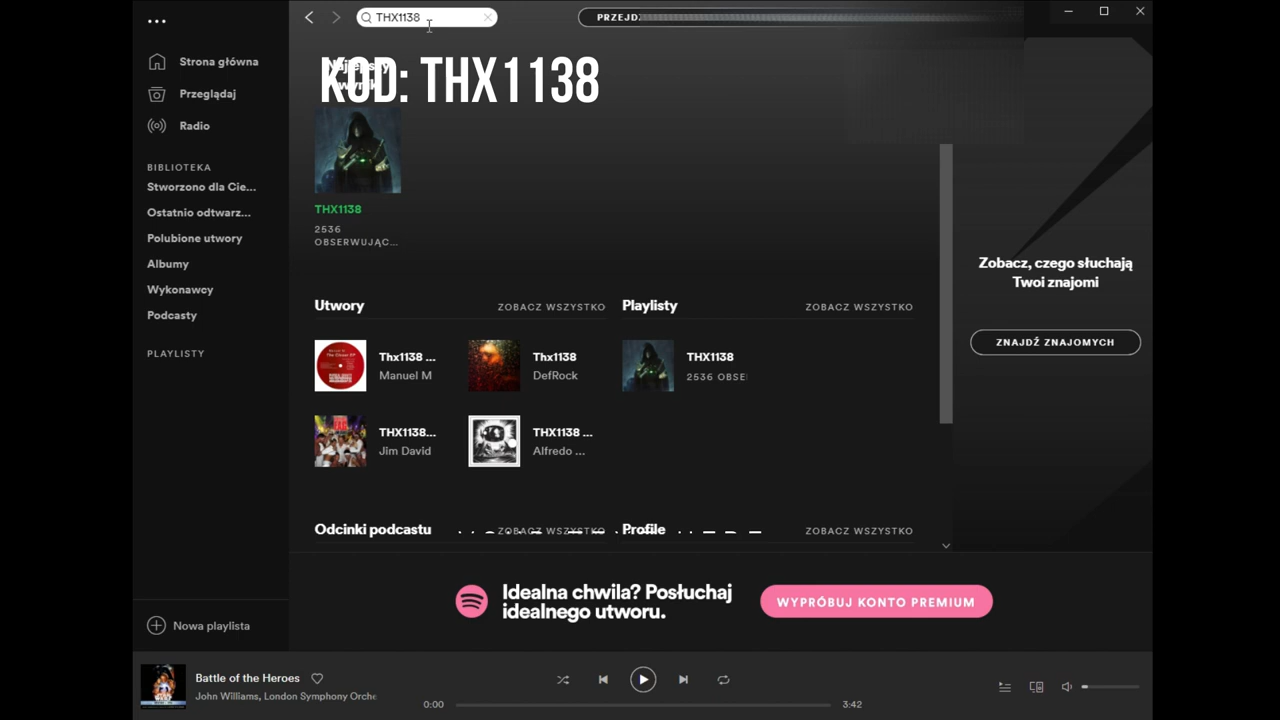 THX1138
KOD: THX1138
Strona główna
Przeglądaj
Radio
BIBLIOTEKA
Stworzono dla Cie...
Ostatnio odtwarz...
Polubione utwory
Albumy
Wykonawcy
Podcasty
PLAYLISTY
Nowa playlista
THX1138
2536
OBSERWUJĄC...
Utwory
ZOBACZ WSZYSTKO
Thx1138 ...
Manuel M
Thx1138
DefRock
THX1138...
Jim David
THX1138 ...
Alfredo ...
Playlisty
ZOBACZ WSZYSTKO
THX1138
2536
Odcinki podcastu
ZOBACZ WSZYSTKO
Profile
ZOBACZ WSZYSTKO
Zobacz, czego słuchają
Twoi znajomi
ZNAJDŹ ZNAJOMYCH
Idealna chwila? Posłuchaj
idealnego utworu.
WYPRÓBUJ KONTO PREMIUM
Battle of the Heroes
John Williams, London Symphony Orche
0:00
3:42